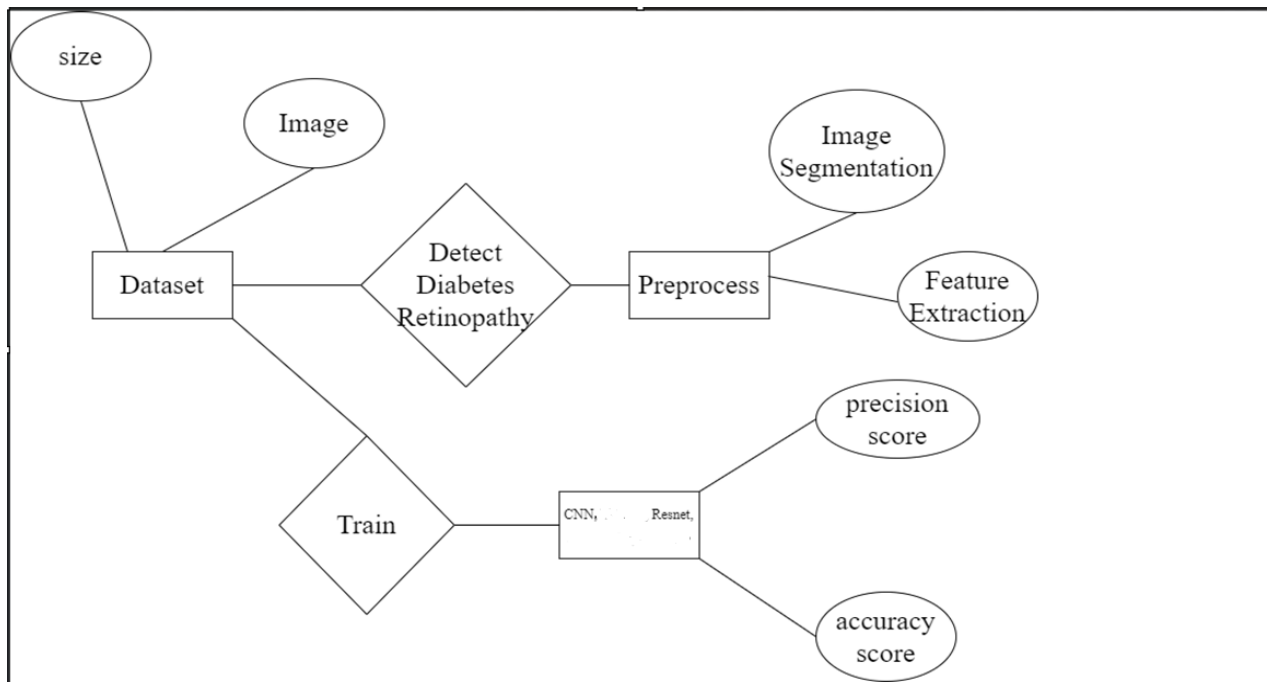 size
Image
Image
Segmentation
Detect
Diabetes
Retinopathy
Dataset
Preprocess
Feature
Extraction
precision
score
Train
CNN, Resnet,
accuracy
score